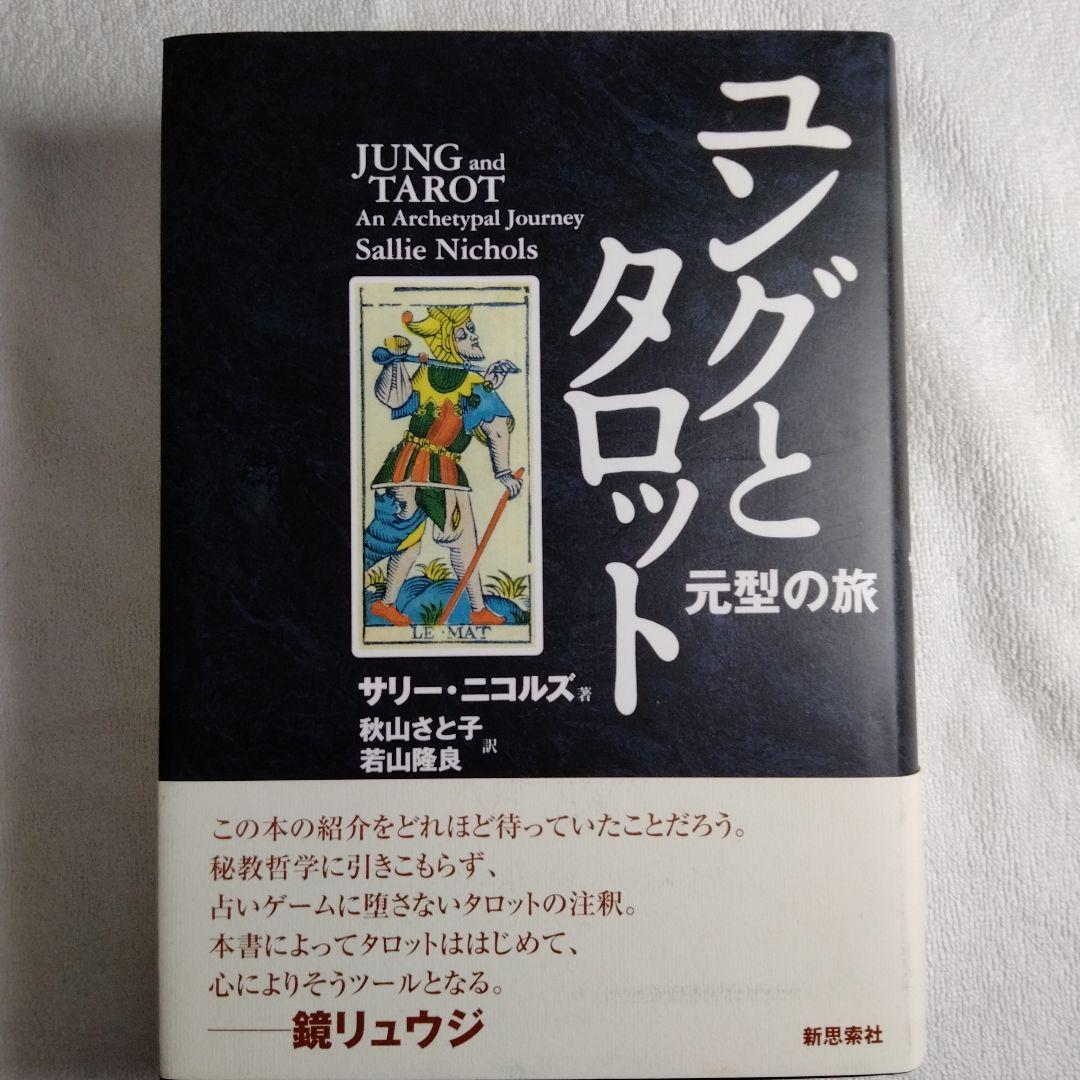 ユングと
タロット
元型の旅
JUNG and
TAROT
An Archetypal Journey
Sallie Nichols
LE·MAT
サリー・ニコルズ 著
秋山さと子
若山隆良
訳
この本の紹介をどれほど待っていたことだろう。
秘教哲学に引きこもらず、
占いゲームに堕さないタロットの注釈。
本書によってタロットははじめて、
心によりそうツールとなる。
――鏡リュウジ
新思索社